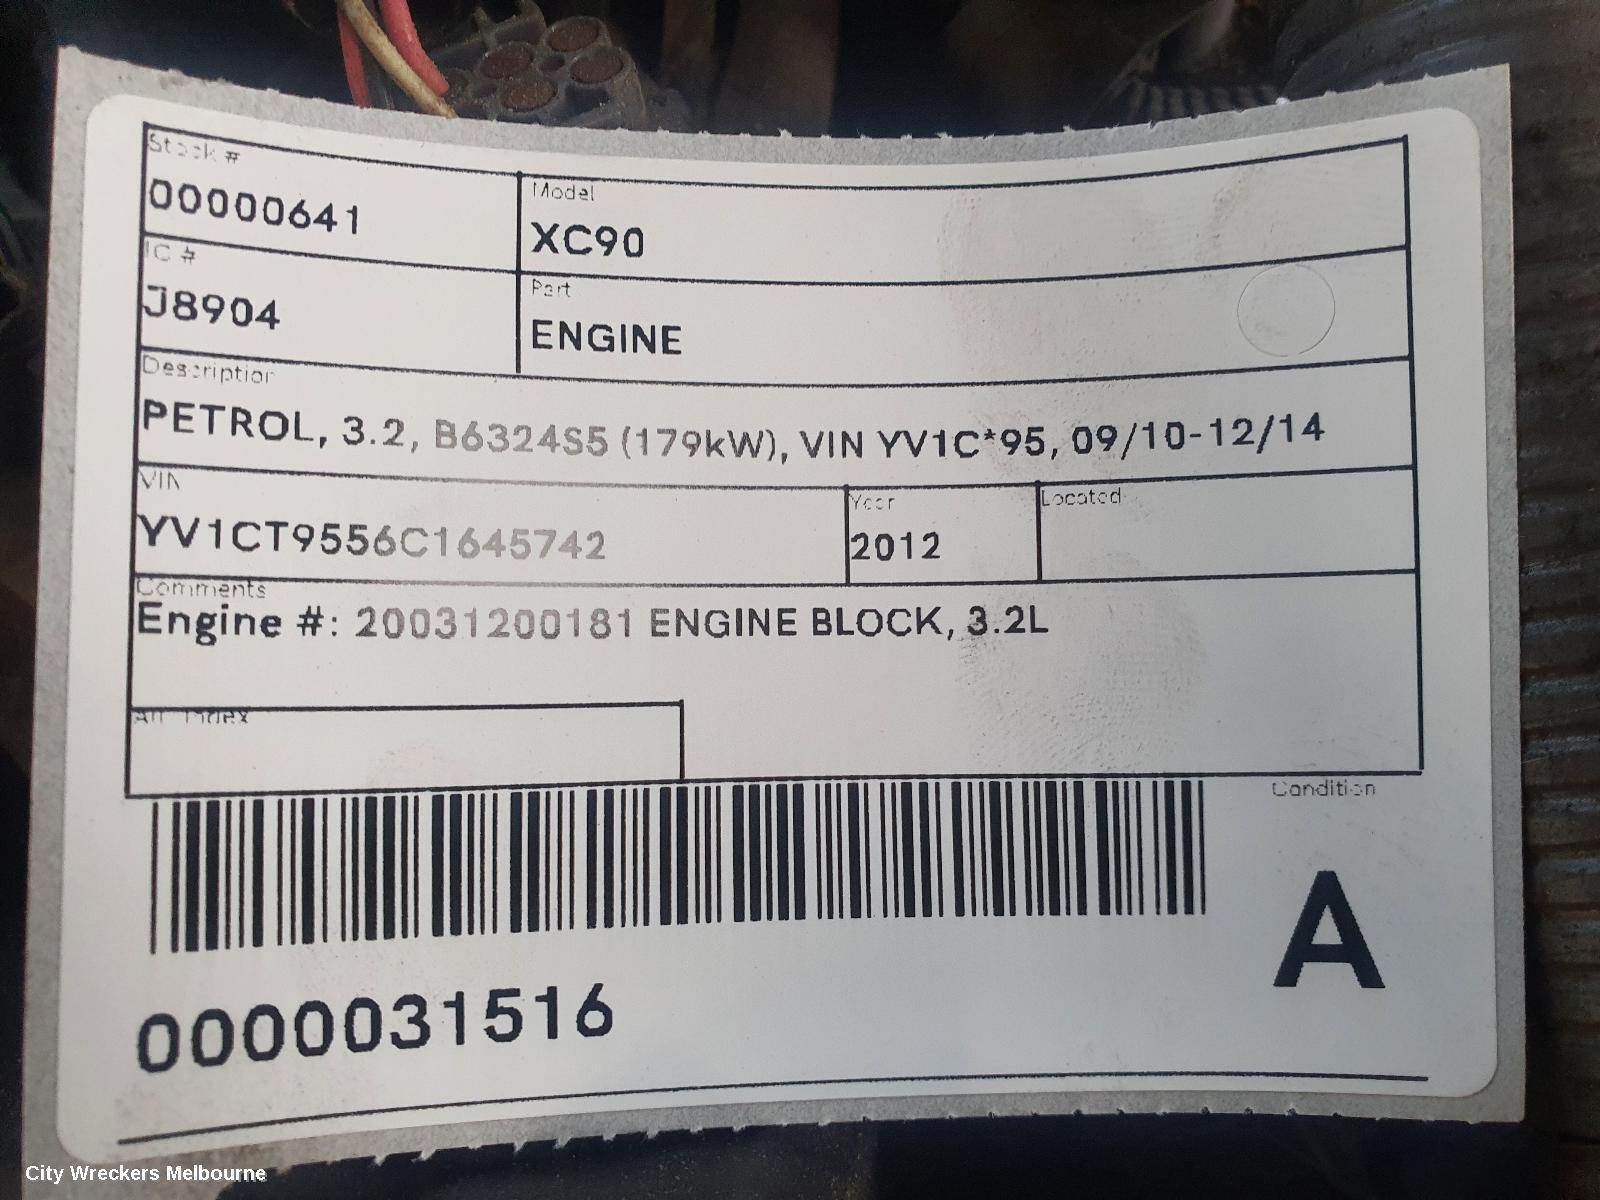 Stock #
00000641
Model
XC90
IC #
J8904
Part
ENGINE
Description
PETROL, 3.2, B6324S5 (179kW), VIN YV1C*95, 09/10-12/14
VIN
YV1CT9556C1645742
Year
2012
Located
Comments
Engine #: 20031200181 ENGINE BLOCK, 3.2L
Index
Condition
A
0000031516
City Wreckers Melbourne